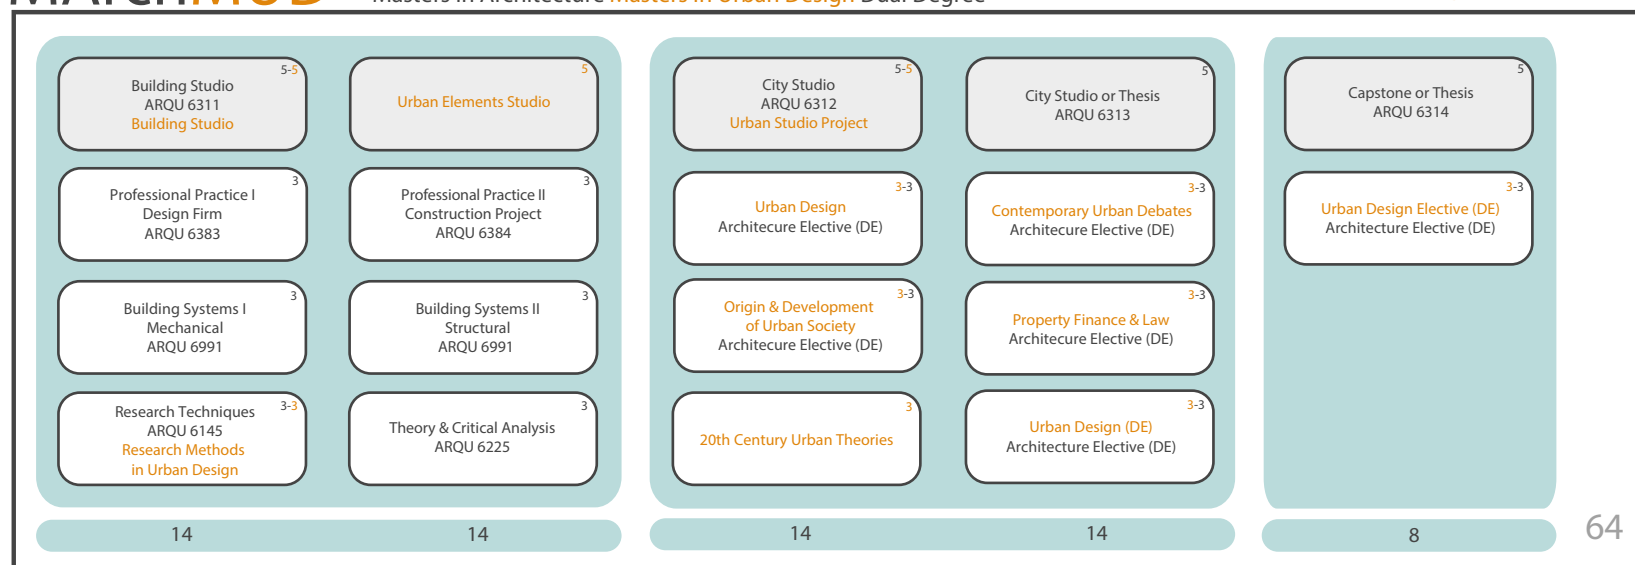 MArchMUD Masters in Architecture Masters in Urban Design Dual Degree
5-5
Building Studio
ARQU 6311
Building Studio
5
Urban Elements Studio
5-5
City Studio
ARQU 6312
Urban Studio Project
5
City Studio or Thesis
ARQU 6313
5
Capstone or Thesis
ARQU 6314
3
Professional Practice I
Design Firm
ARQU 6383
3
Professional Practice II
Construction Project
ARQU 6384
3-3
Urban Design
Architecure Elective (DE)
3-3
Contemporary Urban Debates
Architecure Elective (DE)
3-3
Urban Design Elective (DE)
Architecture Elective (DE)
3
Building Systems I
Mechanical
ARQU 6991
3
Building Systems II
Structural
ARQU 6991
3-3
Origin & Development
of Urban Society
Architecure Elective (DE)
3-3
Property Finance & Law
Architecure Elective (DE)
3-3
Research Techniques
ARQU 6145
Research Methods
in Urban Design
3
Theory & Critical Analysis
ARQU 6225
3
20th Century Urban Theories
3-3
Urban Design (DE)
Architecture Elective (DE)
14
14
14
14
8
64